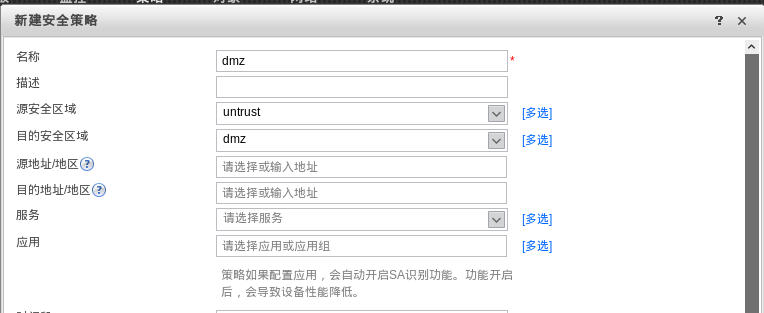 新建安全策略
?
名称
dmz
*
描述
源安全区域
untrust
[多选]
目的安全区域
dmz
[多选]
源地址/地区
?
请选择或输入地址
目的地址/地区
?
请选择或输入地址
服务
请选择服务
[多选]
应用
请选择应用或应用组
[多选]
策略如果配置应用，会自动开启SA识别功能。功能开启
后，会导致设备性能降低。